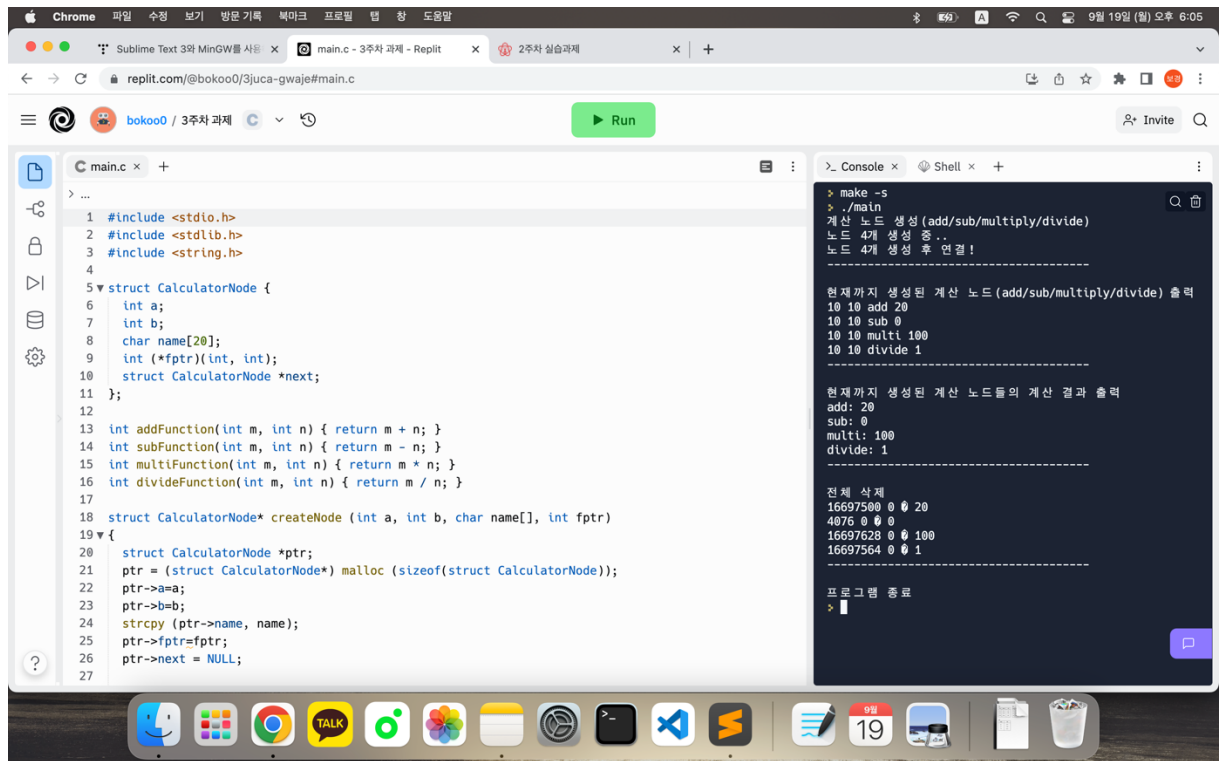 Chrome 파일 수정 보기 방문 기록 북마크 프로필 탭 창 도움말 A 9월 19일 (월) 오후 6:05
Sublime Text 3와 MinGW를 사용 × main.c - 3주차 과제 - Replit × 2주차 실습과제 × +
replit.com/@bokoo0/3juca-gwaje#main.c 보경
bokoo0 / 3주차 과제 C Run Invite
C main.c × +
> ...
1 #include <stdio.h>
2 #include <stdlib.h>
3 #include <string.h>
4
5 struct CalculatorNode {
6 int a;
7 int b;
8 char name[20];
9 int (*fptr)(int, int);
10 struct CalculatorNode *next;
11 };
12
13 int addFunction(int m, int n) { return m + n; }
14 int subFunction(int m, int n) { return m - n; }
15 int multiFunction(int m, int n) { return m * n; }
16 int divideFunction(int m, int n) { return m / n; }
17
18 struct CalculatorNode* createNode (int a, int b, char name[], int fptr)
19 {
20 struct CalculatorNode *ptr;
21 ptr = (struct CalculatorNode*) malloc (sizeof(struct CalculatorNode));
22 ptr->a=a;
23 ptr->b=b;
24 strcpy (ptr->name, name);
25 ptr->fptr=fptr;
26 ptr->next = NULL;
27
?
>_ Console × Shell × +
> make -s
> ./main
계산 노드 생성(add/sub/multiply/divide)
노드 4개 생성 중..
노드 4개 생성 후 연결!
---------------------------------------
현재까지 생성된 계산 노드(add/sub/multiply/divide) 출력
10 10 add 20
10 10 sub 0
10 10 multi 100
10 10 divide 1
---------------------------------------
현재까지 생성된 계산 노드들의 계산 결과 출력
add: 20
sub: 0
multi: 100
divide: 1
---------------------------------------
전체 삭제
16697500 0 � 20
4076 0 � 0
16697628 0 � 100
16697564 0 � 1
---------------------------------------
프로그램 종료
>
TALK
>_
9월
19